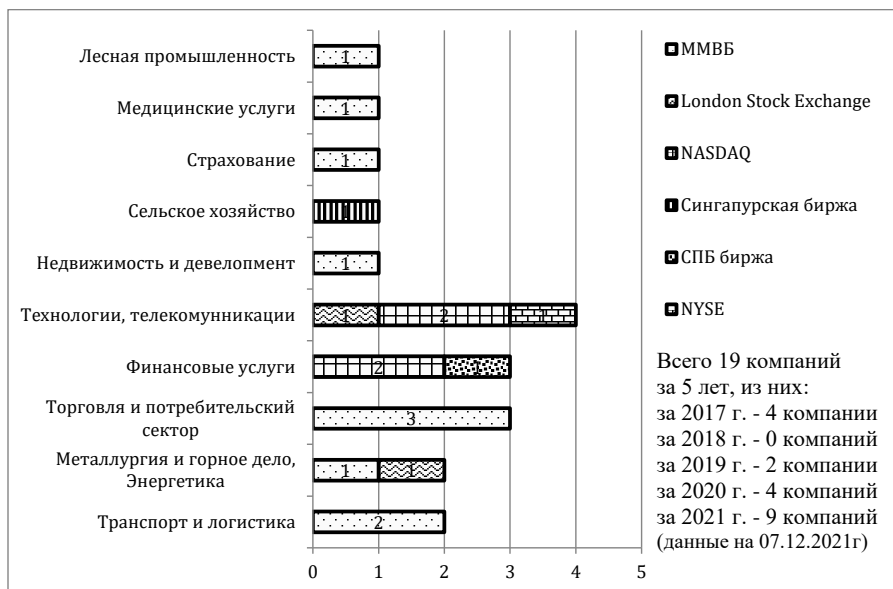 Лесная промышленность
1
Медицинские услуги
1
Страхование
1
Сельское хозяйство
1
Недвижимость и девелопмент
1
Технологии, телекомунникации
1 2 1
Финансовые услуги
2 1
Торговля и потребительский
сектор
3
Металлургия и горное дело,
Энергетика
1 1
Транспорт и логистика
2
0 1 2 3 4 5
ММВБ
London Stock Exchange
NASDAQ
Сингапурская биржа
СПБ биржа
NYSE
Всего 19 компаний
за 5 лет, из них:
за 2017 г. - 4 компании
за 2018 г. - 0 компаний
за 2019 г. - 2 компании
за 2020 г. - 4 компаний
за 2021 г. - 9 компаний
(данные на 07.12.2021г)